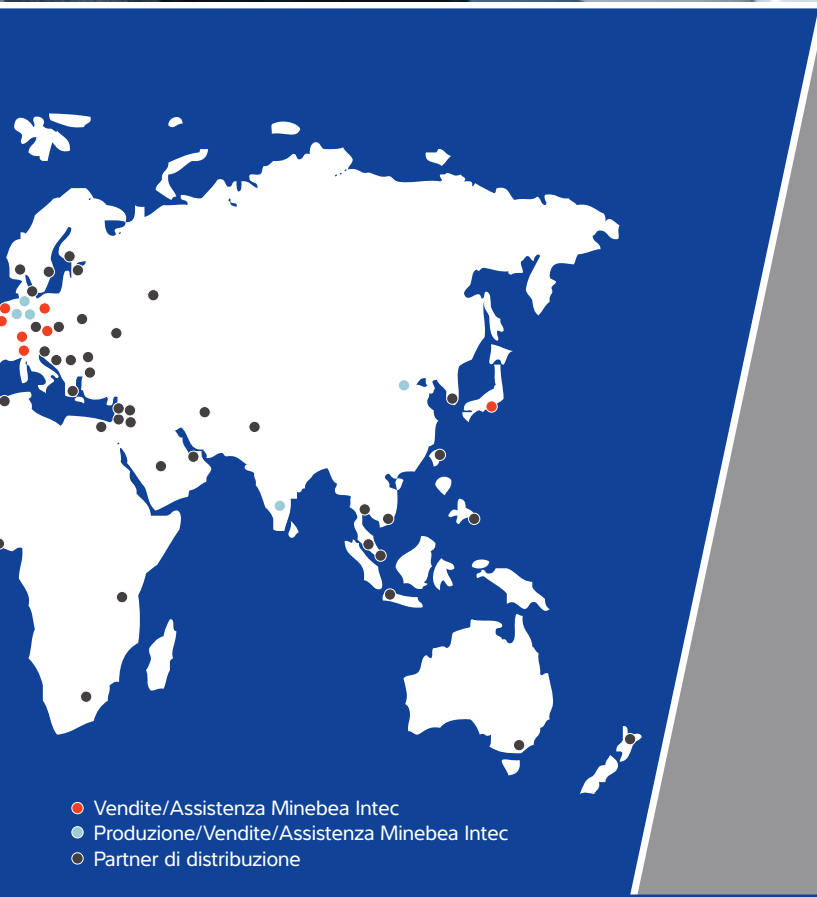 Vendite/Assistenza Minebea Intec
Produzione/Vendite/Assistenza Minebea Intec
Partner di distribuzione